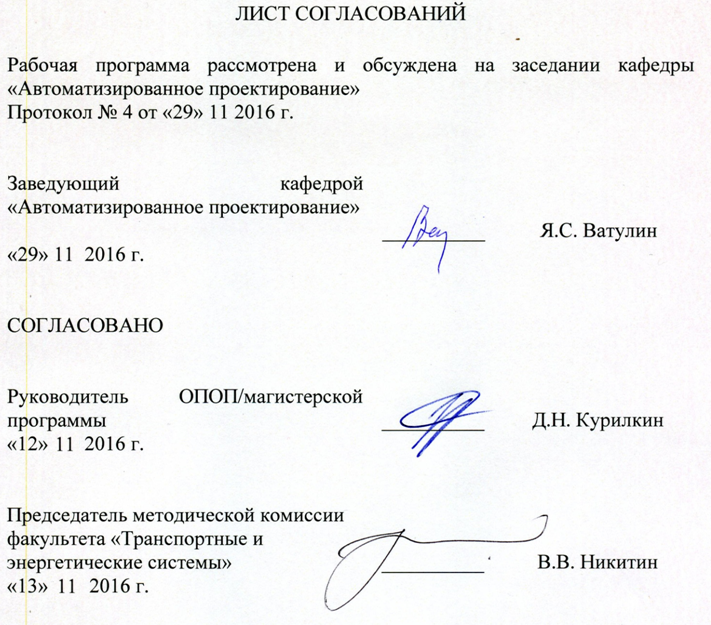 ЛИСТ СОГЛАСОВАНИЙ
Рабочая программа рассмотрена и обсуждена на заседании кафедры
«Автоматизированное проектирование»
Протокол № 4 от «29» 11 2016 г.
Заведующий кафедрой
«Автоматизированное проектирование»
Я.С. Ватулин
«29» 11 2016 г.
СОГЛАСОВАНО
Руководитель ОПОП/магистерской
программы
Д.Н. Курилкин
«12» 11 2016 г.
Председатель методической комиссии
факультета «Транспортные и
энергетические системы»
В.В. Никитин
«13» 11 2016 г.